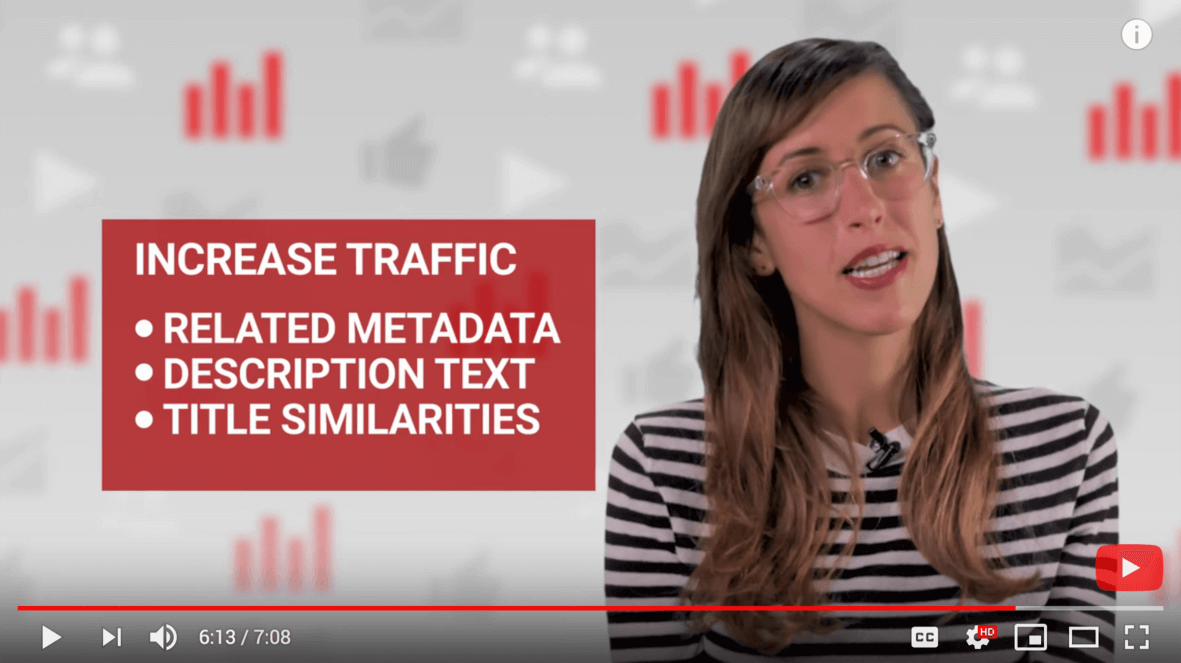 INCREASE TRAFFIC
• RELATED METADATA
• DESCRIPTION TEXT
• TITLE SIMILARITIES
6:13 / 7:08
CC
HD